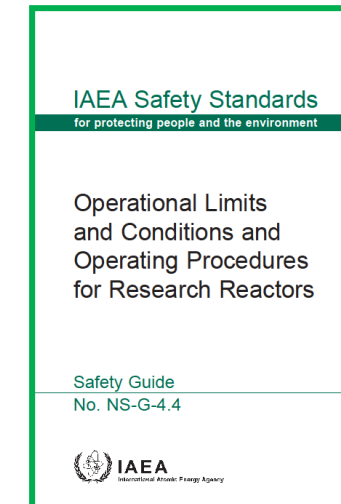 IAEA Safety Standards
for protecting people and the environment
Operational Limits
and Conditions and
Operating Procedures
for Research Reactors
Safety Guide
No. NS-G-4.4
IAEA
International Atomic Energy Agency